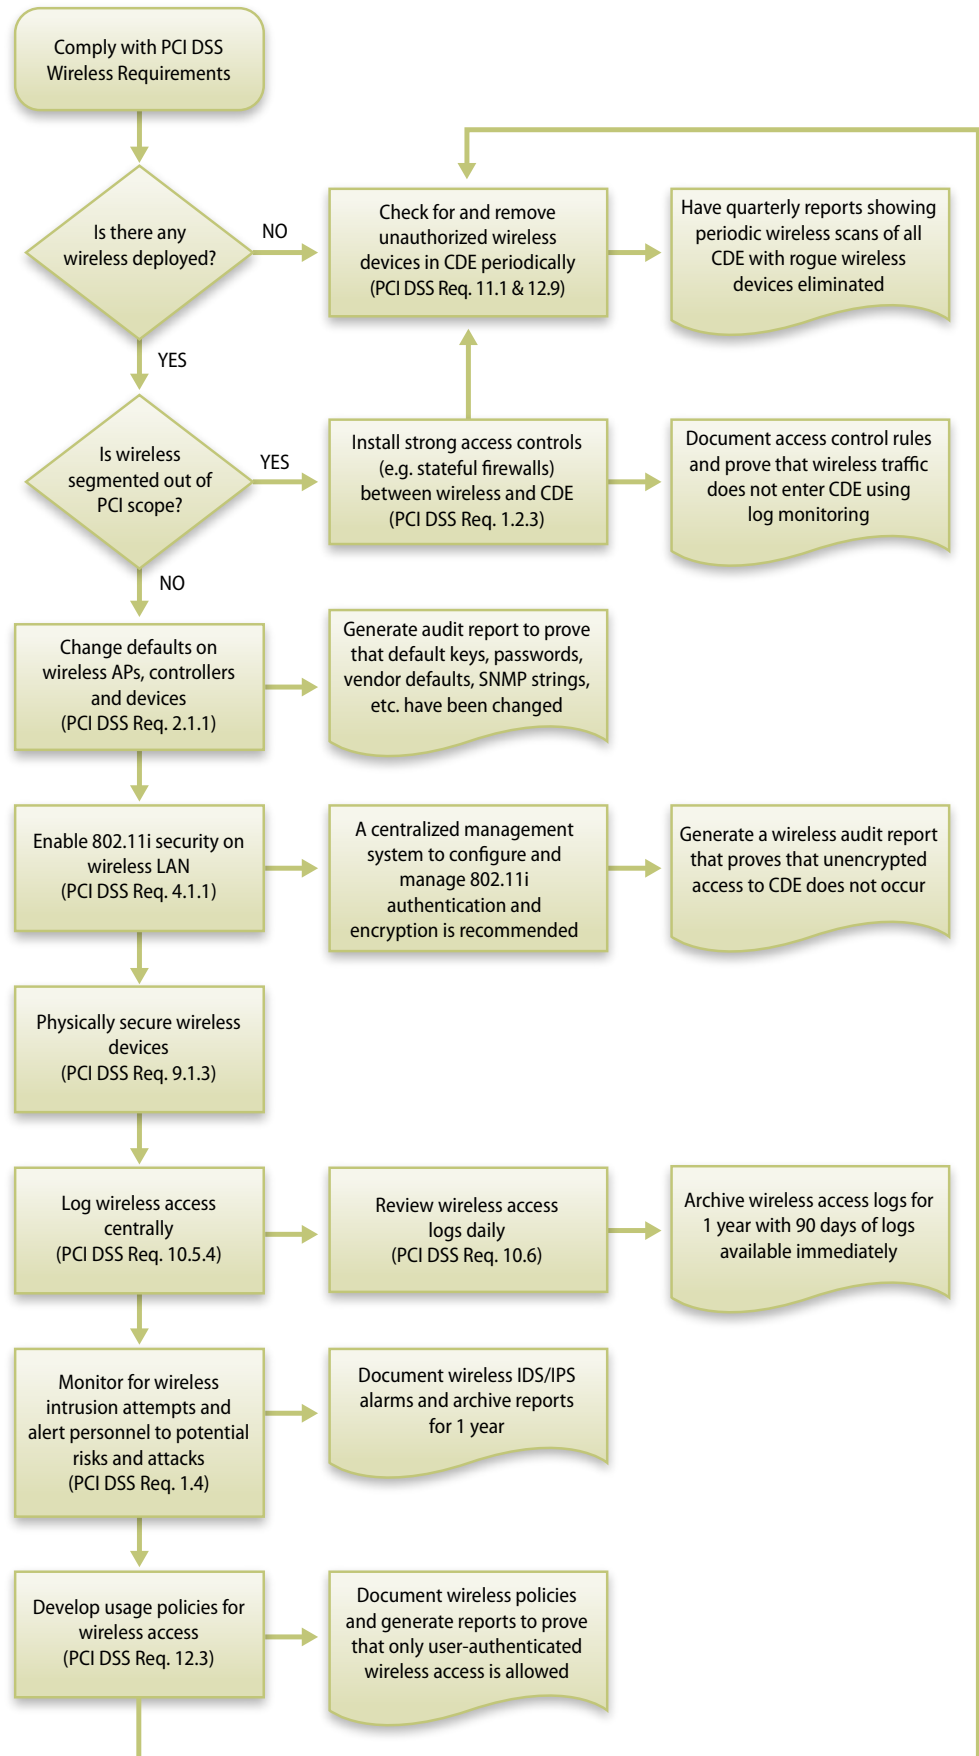 Comply with PCI DSS
Wireless Requirements
Is there any
wireless deployed?
NO
Check for and remove
unauthorized wireless
devices in CDE periodically
(PCI DSS Req. 11.1 & 12.9)
Have quarterly reports showing
periodic wireless scans of all
CDE with rogue wireless
devices eliminated
YES
Is wireless
segmented out of
PCI scope?
YES
Install strong access controls
(e.g. stateful firewalls)
between wireless and CDE
(PCI DSS Req. 1.2.3)
Document access control rules
and prove that wireless traffic
does not enter CDE using
log monitoring
NO
Change defaults on
wireless APs, controllers
and devices
(PCI DSS Req. 2.1.1)
Generate audit report to prove
that default keys, passwords,
vendor defaults, SNMP strings,
etc. have been changed
Enable 802.11i security on
wireless LAN
(PCI DSS Req. 4.1.1)
A centralized management
system to configure and
manage 802.11i
authentication and
encryption is recommended
Generate a wireless audit report
that proves that unencrypted
access to CDE does not occur
Physically secure wireless
devices
(PCI DSS Req. 9.1.3)
Log wireless access
centrally
(PCI DSS Req. 10.5.4)
Review wireless access
logs daily
(PCI DSS Req. 10.6)
Archive wireless access logs for
1 year with 90 days of logs
available immediately
Monitor for wireless
intrusion attempts and
alert personnel to potential
risks and attacks
(PCI DSS Req. 1.4)
Document wireless IDS/IPS
alarms and archive reports
for 1 year
Develop usage policies for
wireless access
(PCI DSS Req. 12.3)
Document wireless policies
and generate reports to prove
that only user-authenticated
wireless access is allowed